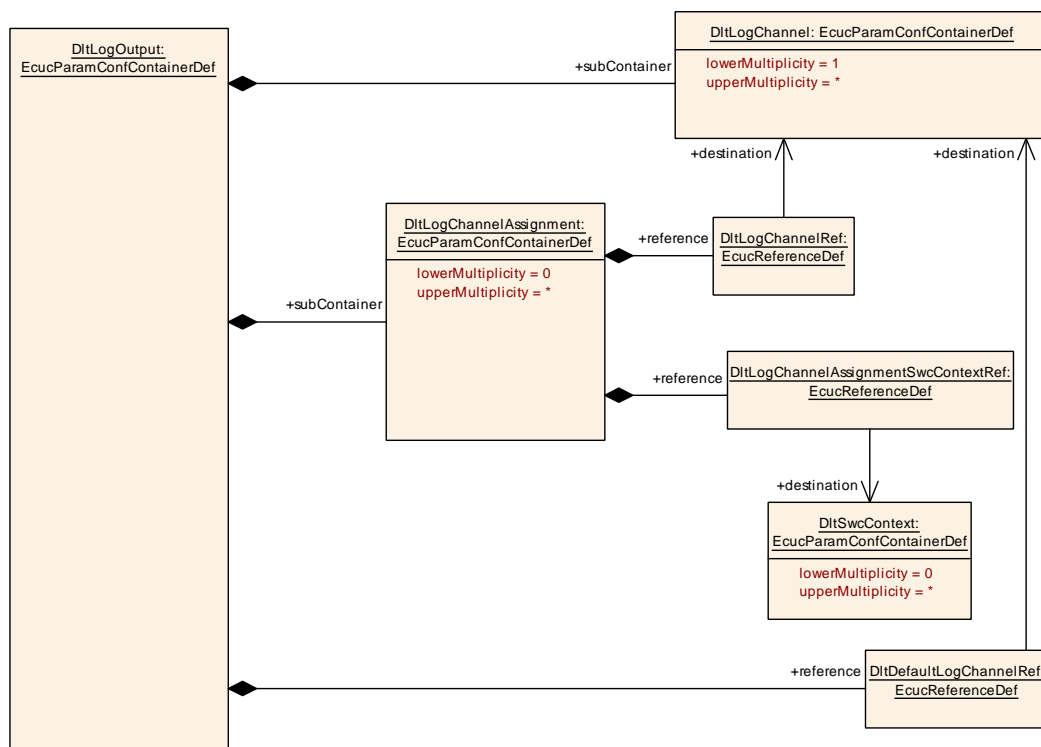 DltLogOutput:
EcucParamConfContainerDef
DltLogChannel: EcucParamConfContainerDef
lowerMultiplicity = 1
upperMultiplicity = *
+subContainer
+destination
+destination
DltLogChannelAssignment:
EcucParamConfContainerDef
lowerMultiplicity = 0
upperMultiplicity = *
+reference
DltLogChannelRef:
EcucReferenceDef
+subContainer
+reference
DltLogChannelAssignmentSwcContextRef:
EcucReferenceDef
+destination
DltSwcContext:
EcucParamConfContainerDef
lowerMultiplicity = 0
upperMultiplicity = *
+reference
DltDefaultLogChannelRef
EcucReferenceDef